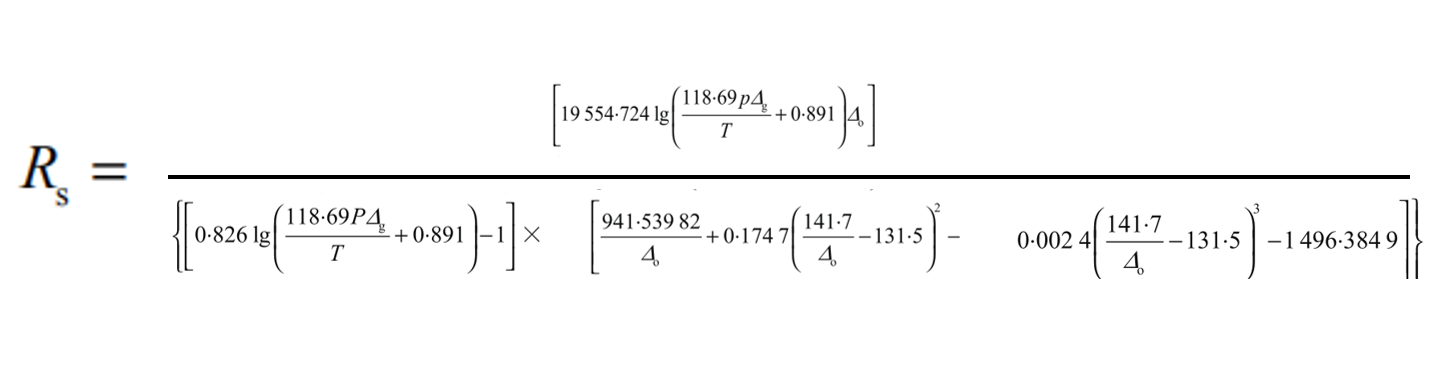 [19 554·724 lg(118·69pΔg/T + 0·891)Δo]
Rs =
{[0·826 lg(118·69PΔg/T + 0·891) − 1] × [941·539 82/Δo + 0·174 7(141·7/Δo − 131·5)² − 0·002 4(141·7/Δo − 131·5)³ − 1 496·384 9]}